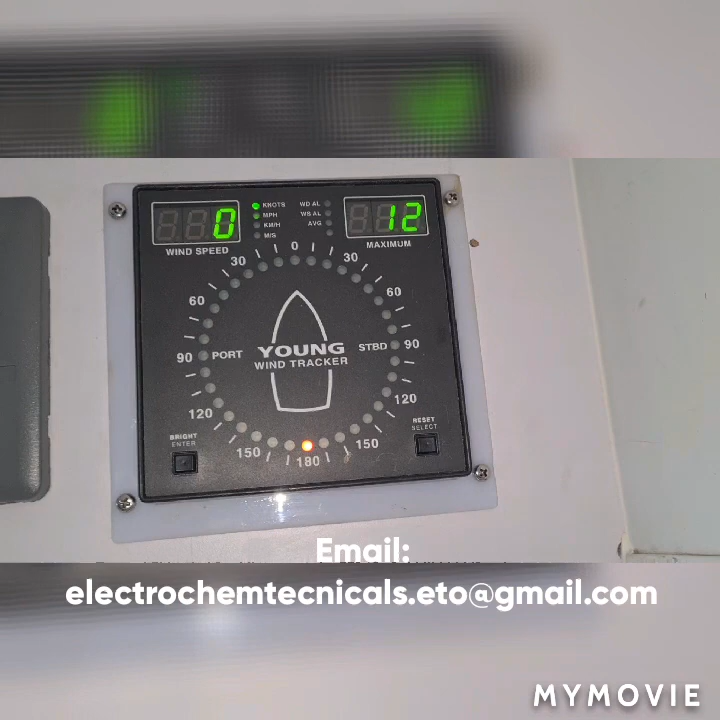 0
KNOTS
MPH
KM/H
M/S
WD AL
WS AL
AVG
12
WIND SPEED
MAXIMUM
0
30
30
60
60
90 PORT
YOUNG
WIND TRACKER
STBD 90
120
120
150
150
180
BRIGHT
ENTER
RESET
SELECT
Email:
electrochemtecnicals.eto@gmail.com
MYMOVIE